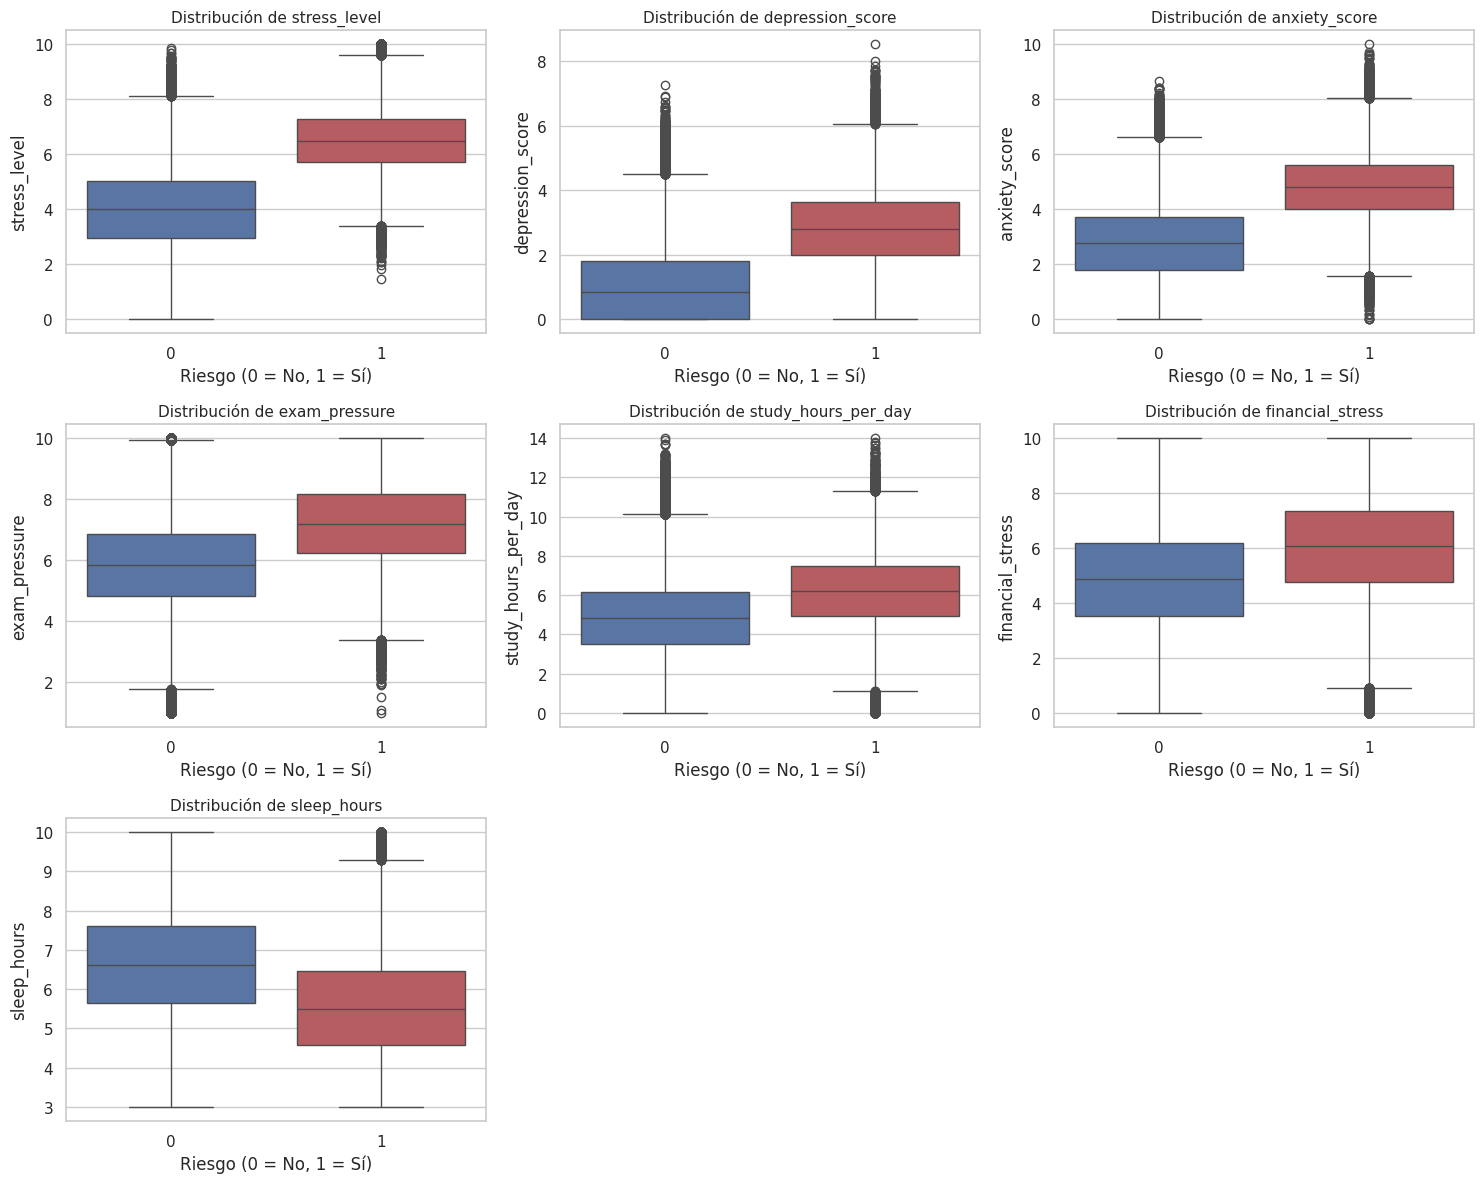 Distribución de stress_level
stress_level
10
8
6
4
2
0
0
1
Riesgo (0 = No, 1 = Sí)
Distribución de depression_score
depression_score
8
6
4
2
0
0
1
Riesgo (0 = No, 1 = Sí)
Distribución de anxiety_score
anxiety_score
10
8
6
4
2
0
0
1
Riesgo (0 = No, 1 = Sí)
Distribución de exam_pressure
exam_pressure
10
8
6
4
2
0
1
Riesgo (0 = No, 1 = Sí)
Distribución de study_hours_per_day
study_hours_per_day
14
12
10
8
6
4
2
0
0
1
Riesgo (0 = No, 1 = Sí)
Distribución de financial_stress
financial_stress
10
8
6
4
2
0
0
1
Riesgo (0 = No, 1 = Sí)
Distribución de sleep_hours
sleep_hours
10
9
8
7
6
5
4
3
0
1
Riesgo (0 = No, 1 = Sí)